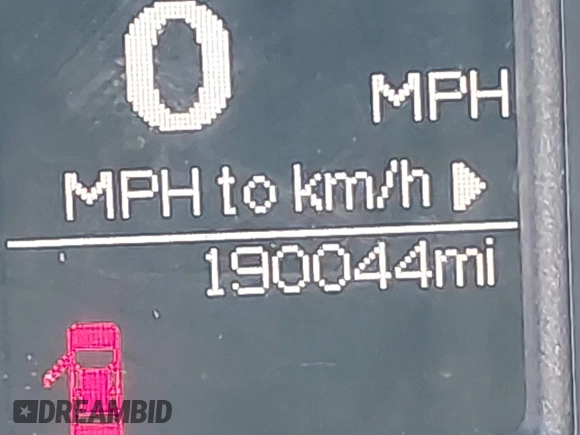 0
MPH
MPH to km/h
190044mi
DREAMBID